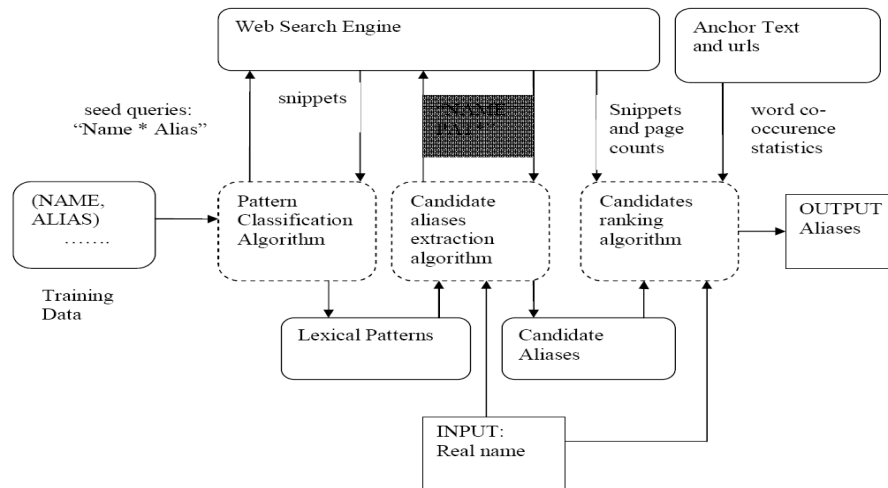 Web Search Engine
Anchor Text
and urls
seed queries:
“Name * Alias”
snippets
“NAME
Snippets
and page
counts
word co-
occurence
statistics
(NAME,
ALIAS)
…….
Pattern
Classification
Algorithm
Candidate
aliases
extraction
algorithm
Candidates
ranking
algorithm
OUTPUT
Aliases
Training
Data
Lexical Patterns
Candidate
Aliases
INPUT:
Real name